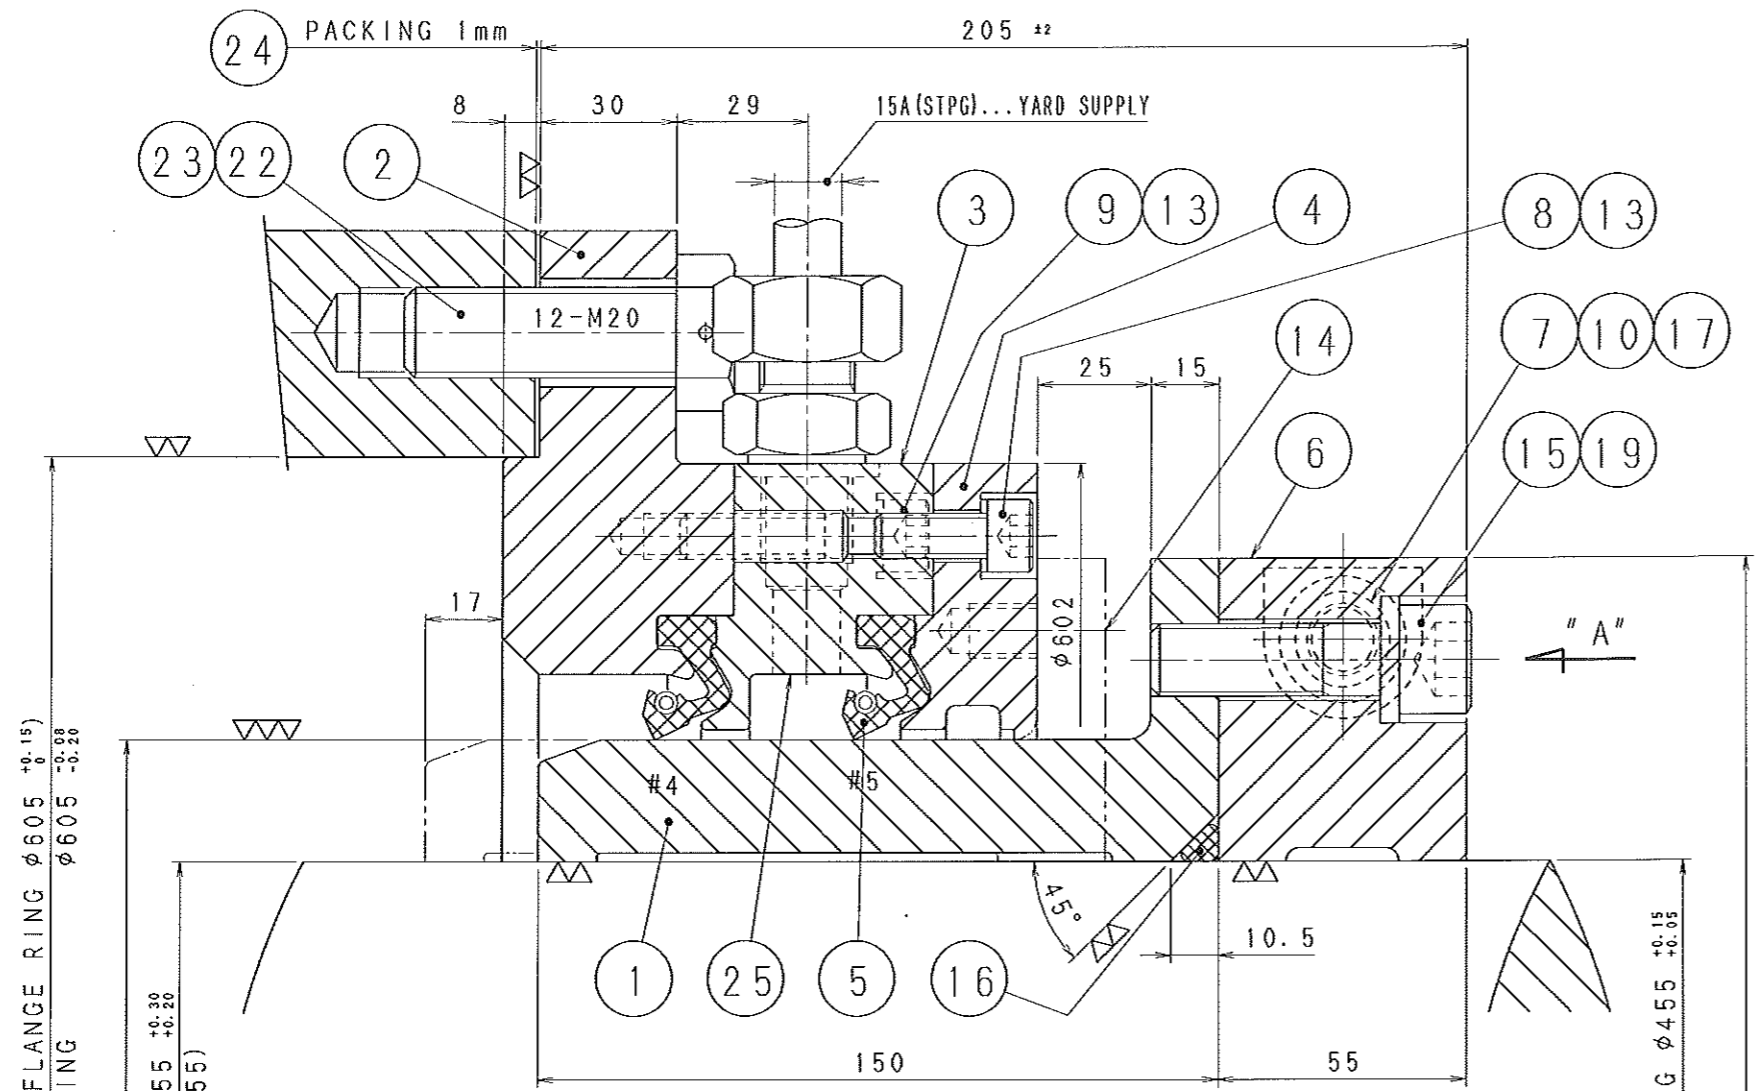 24 PACKING 1mm 205 ±2
8 30 29 15A(STPG)...YARD SUPPLY
23 22 2 3 9 13 4 8 13
12-M20
14 7 10 17
25 15
6 15 19
17
φ602
"A"
#4 #5
45°
10.5
1 25 5 16
150 55
FLANGE RING φ605 +0.15 0
ING φ605 -0.08 -0.20
55 +0.30 +0.20
55)
G φ455 +0.15 +0.05